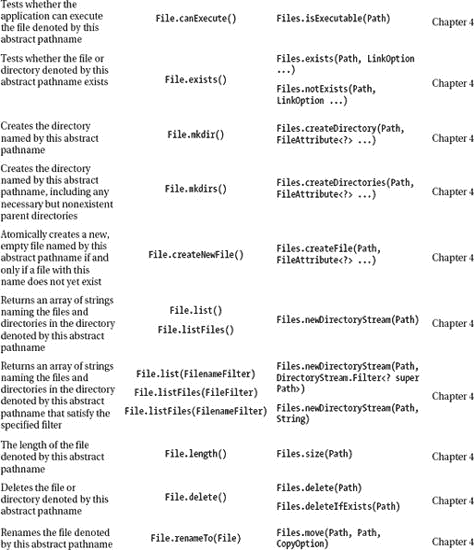 Tests whether the
application can execute
the file denoted by this
abstract pathname
File.canExecute()
Files.isExecutable(Path)
Chapter 4
Tests whether the file or
directory denoted by this
abstract pathname exists
File.exists()
Files.exists(Path, LinkOption
...)
Files.notExists(Path,
LinkOption ...)
Chapter 4
Creates the directory
named by this abstract
pathname
File.mkdir()
Files.createDirectory(Path,
FileAttribute<?> ...)
Chapter 4
Creates the directory
named by this abstract
pathname, including any
necessary but nonexistent
parent directories
File.mkdirs()
Files.createDirectories(Path,
FileAttribute<?> ...)
Chapter 4
Atomically creates a new,
empty file named by this
abstract pathname if and
only if a file with this
name does not yet exist
File.createNewFile()
Files.createFile(Path,
FileAttribute<?> ...)
Chapter 4
Returns an array of strings
naming the files and
directories in the directory
denoted by this abstract
pathname
File.list()
File.listFiles()
Files.newDirectoryStream(Path)
Chapter 4
Returns an array of strings
naming the files and
directories in the directory
denoted by this abstract
pathname that satisfy the
specified filter
File.list(FilenameFilter)
File.listFiles(FileFilter)
File.listFiles(FilenameFilter)
Files.newDirectoryStream(Path,
DirectoryStream.Filter<? super
Path>)
Files.newDirectoryStream(Path,
String)
Chapter 4
The length of the file
denoted by this abstract
pathname
File.length()
Files.size(Path)
Chapter 4
Deletes the file or
directory denoted by this
abstract pathname
File.delete()
Files.delete(Path)
Files.deleteIfExists(Path)
Chapter 4
Renames the file denoted
by this abstract pathname
File.renameTo(File)
Files.move(Path, Path,
CopyOption)
Chapter 4